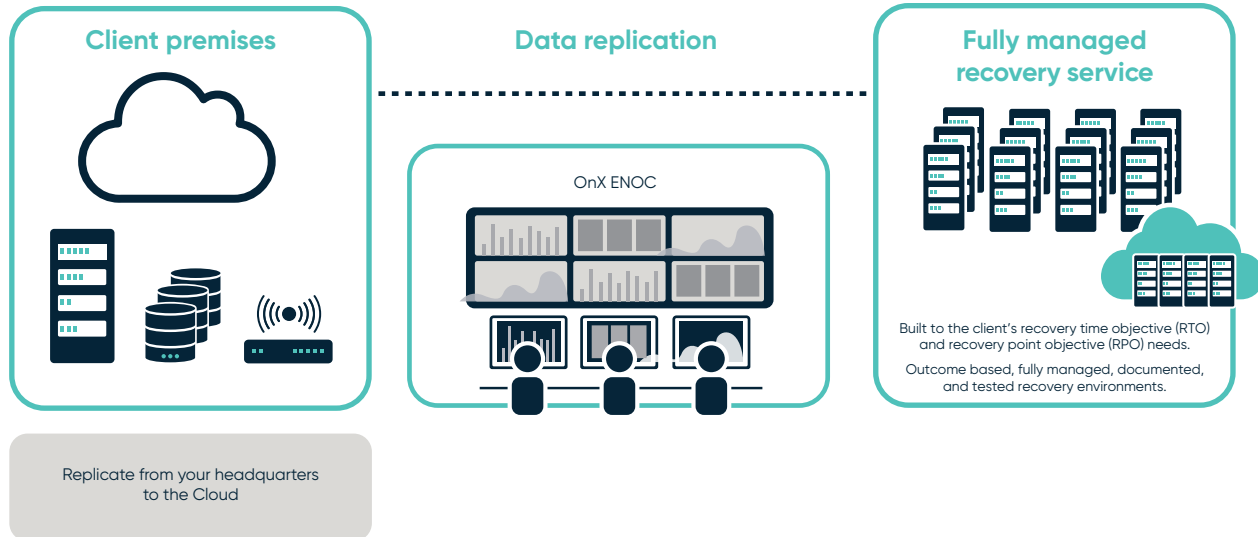 Client premises
Data replication
Fully managed
recovery service
OnX ENOC
Built to the client's recovery time objective (RTO)
and recovery point objective (RPO) needs.
Outcome based, fully managed, documented,
and tested recovery environments.
Replicate from your headquarters
to the Cloud